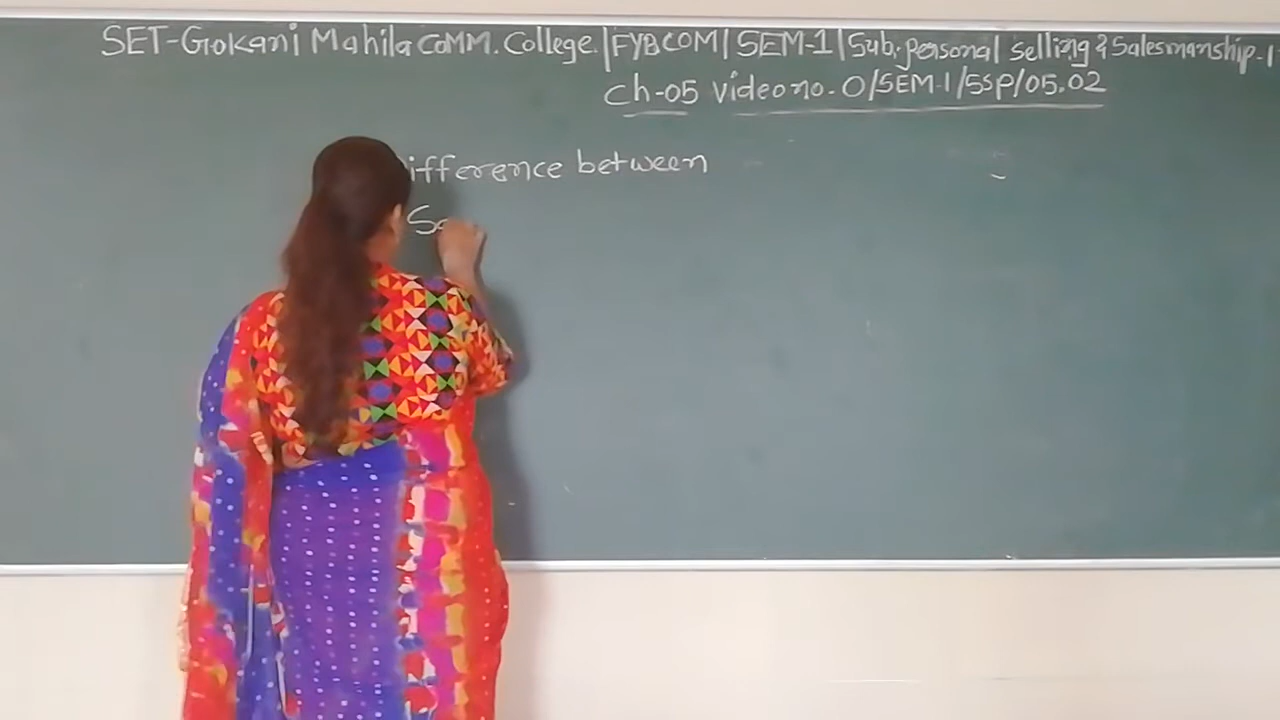 SET-Gokani Mahila COMM. College. | FYBCOM | SEM-1 | Sub. Personal Selling & Salesmanship.-1
Ch-05 Video no. O/SEM-1/SSP/05.02
ifference between
Sa